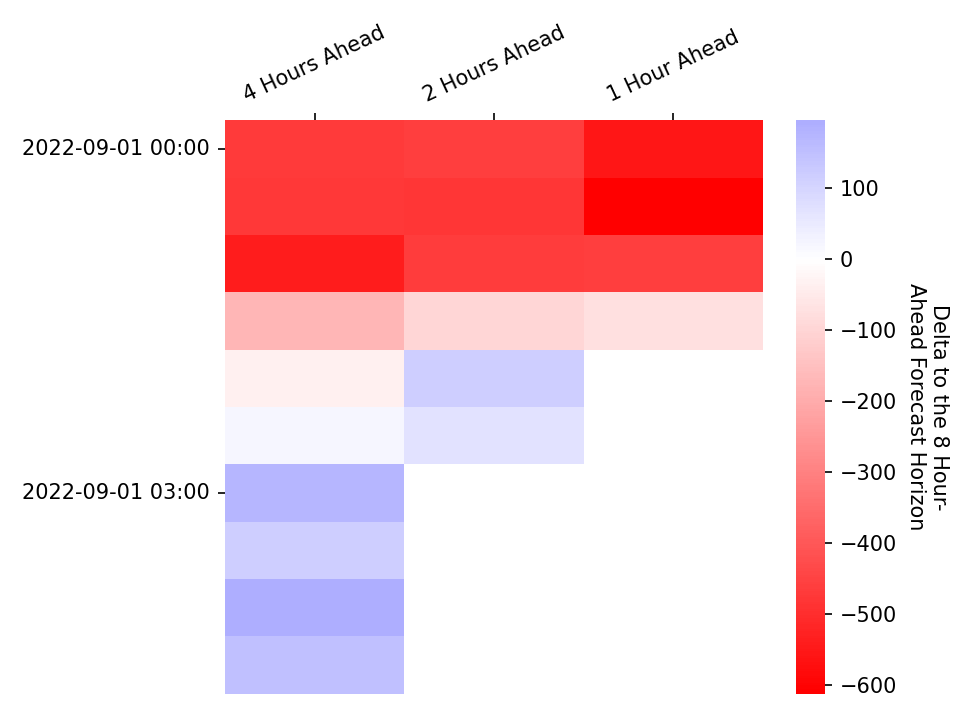 4 Hours Ahead
2 Hours Ahead
1 Hour Ahead
2022-09-01 00:00
2022-09-01 03:00
100
0
−100
−200
−300
−400
−500
−600
Delta to the 8 Hour-
Ahead Forecast Horizon